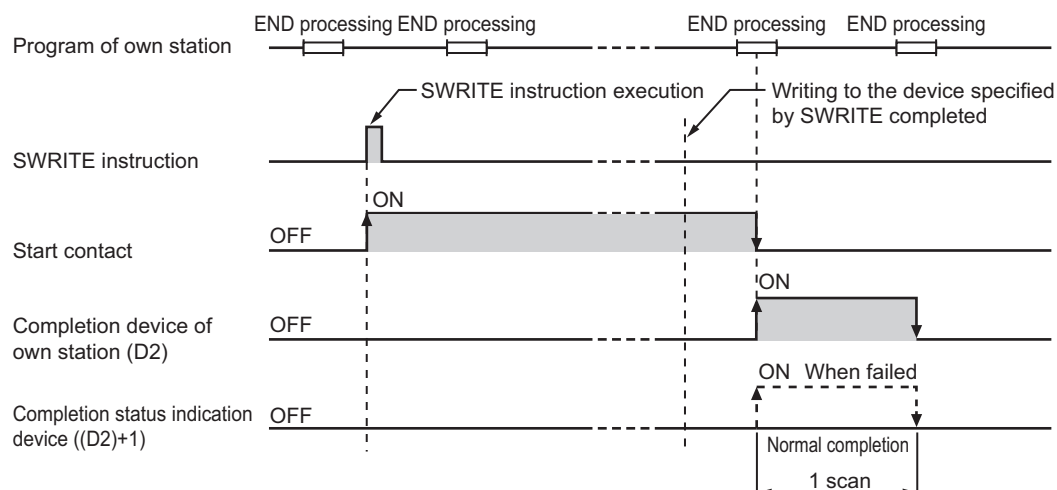 END processing END processing END processing END processing
Program of own station
SWRITE instruction execution
Writing to the device specified
by SWRITE completed
SWRITE instruction
ON
OFF
Start contact
ON
OFF
Completion device of
own station (D2)
ON When failed
OFF
Completion status indication
device ((D2)+1)
Normal completion
1 scan